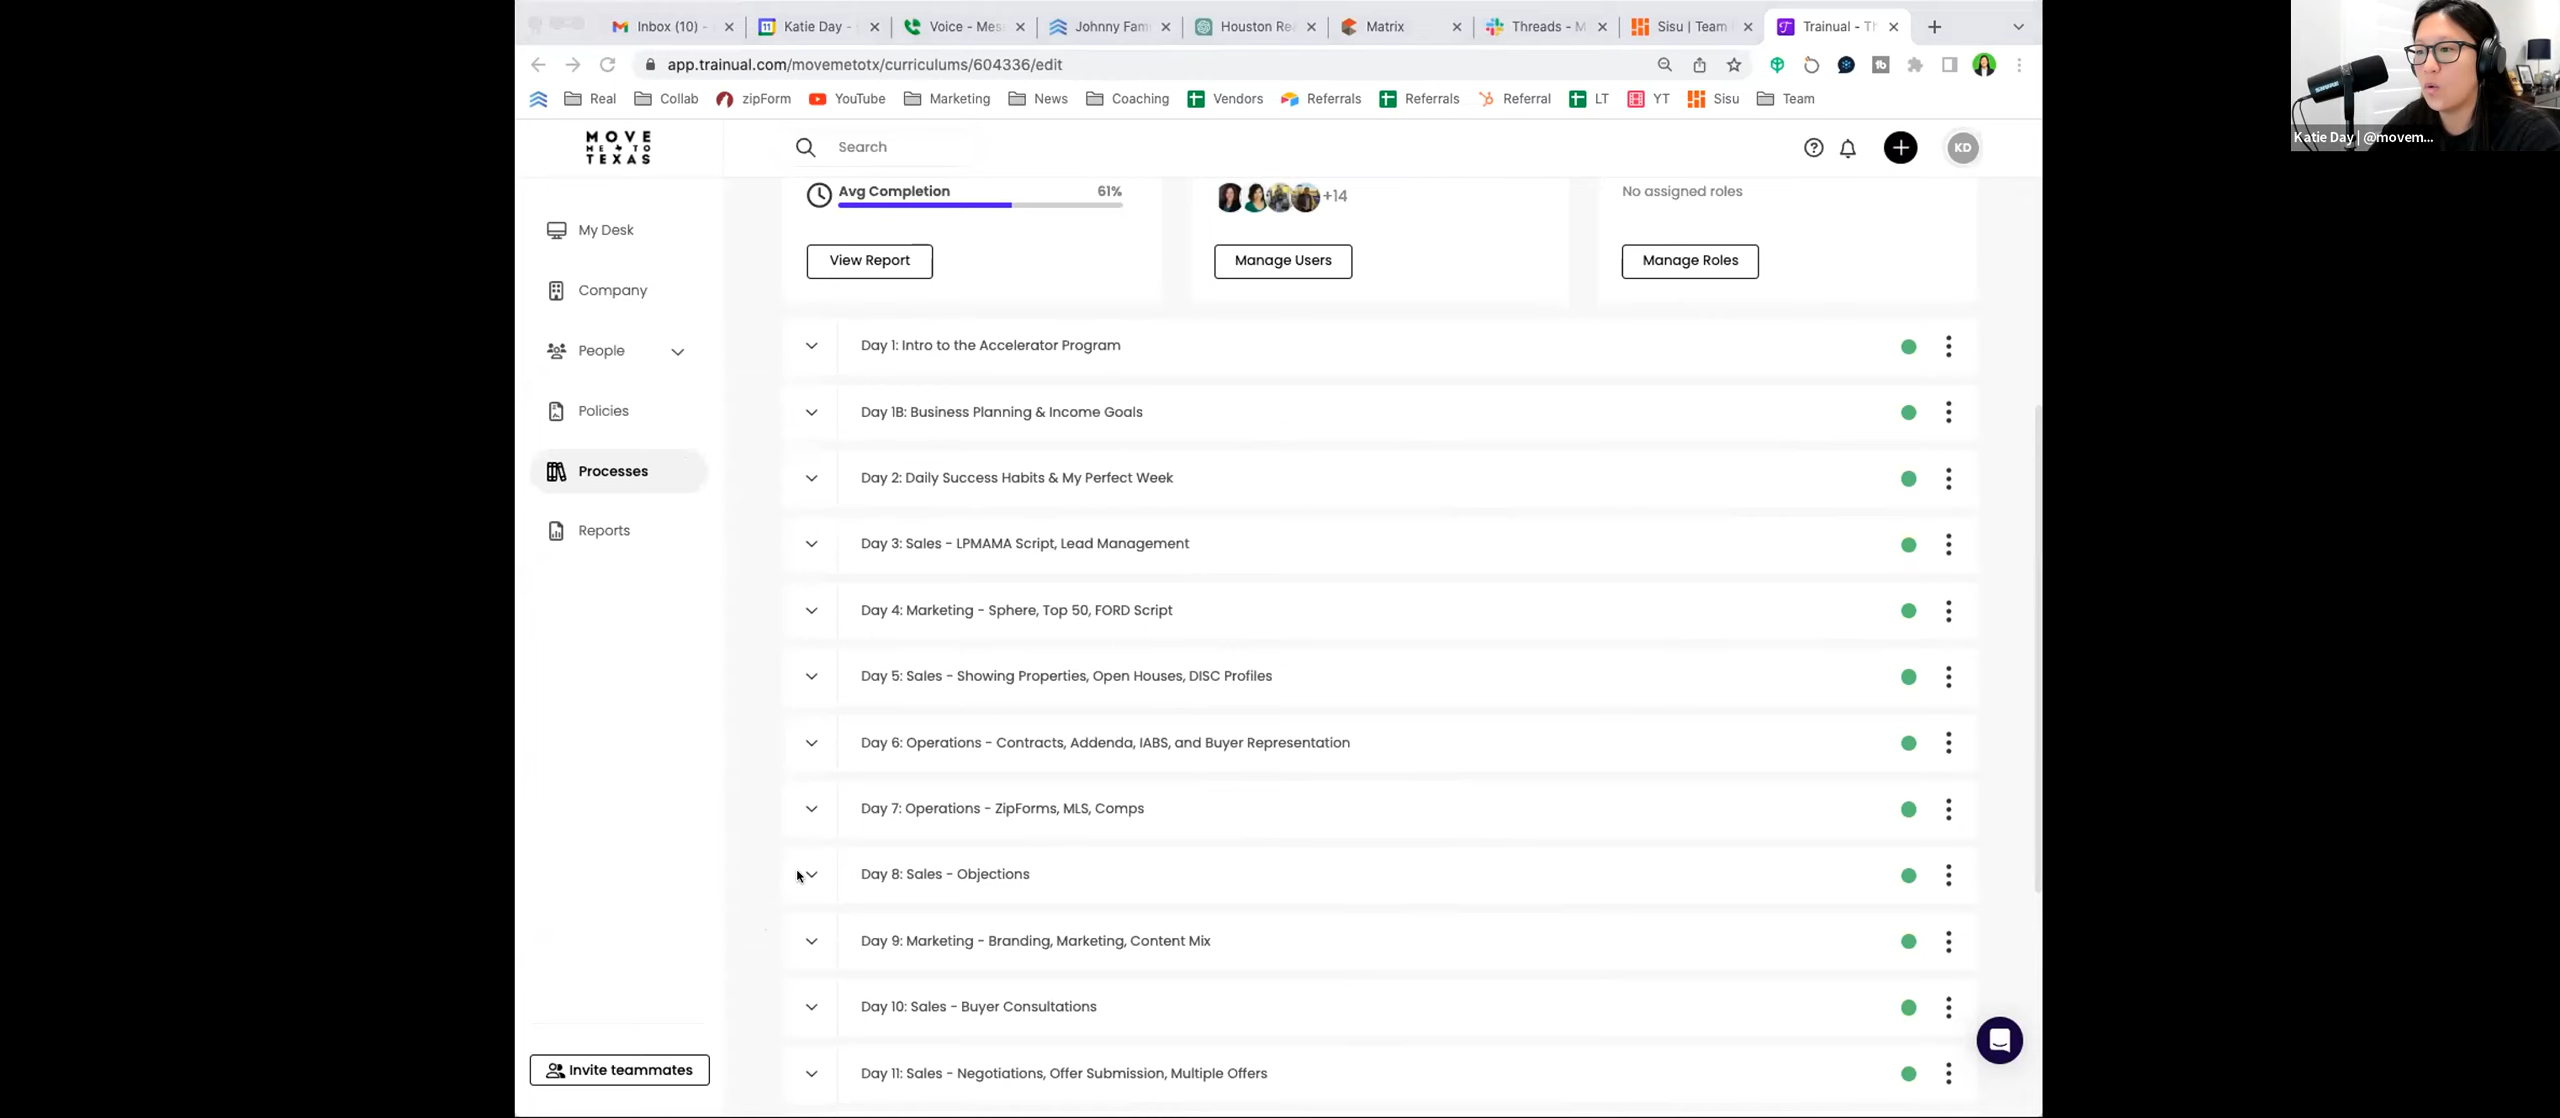 Inbox (10) -
Katie Day -
Voice - Mes
Johnny Fam
Houston Re
Matrix
Threads - M
Sisu | Team
Trainual - Th
app.trainual.com/movemetotx/curriculums/604336/edit
Real
Collab
zipForm
YouTube
Marketing
News
Coaching
Vendors
Referrals
Referrals
Referral
LT
YT
Sisu
Team
Katie Day | @movem...
MOVE
ME TO
TEXAS
Search
KD
My Desk
Company
People
Policies
Processes
Reports
Invite teammates
Avg Completion 61%
+14
No assigned roles
View Report
Manage Users
Manage Roles
Day 1: Intro to the Accelerator Program
Day 1B: Business Planning & Income Goals
Day 2: Daily Success Habits & My Perfect Week
Day 3: Sales - LPMAMA Script, Lead Management
Day 4: Marketing - Sphere, Top 50, FORD Script
Day 5: Sales - Showing Properties, Open Houses, DISC Profiles
Day 6: Operations - Contracts, Addenda, IABS, and Buyer Representation
Day 7: Operations - ZipForms, MLS, Comps
Day 8: Sales - Objections
Day 9: Marketing - Branding, Marketing, Content Mix
Day 10: Sales - Buyer Consultations
Day 11: Sales - Negotiations, Offer Submission, Multiple Offers